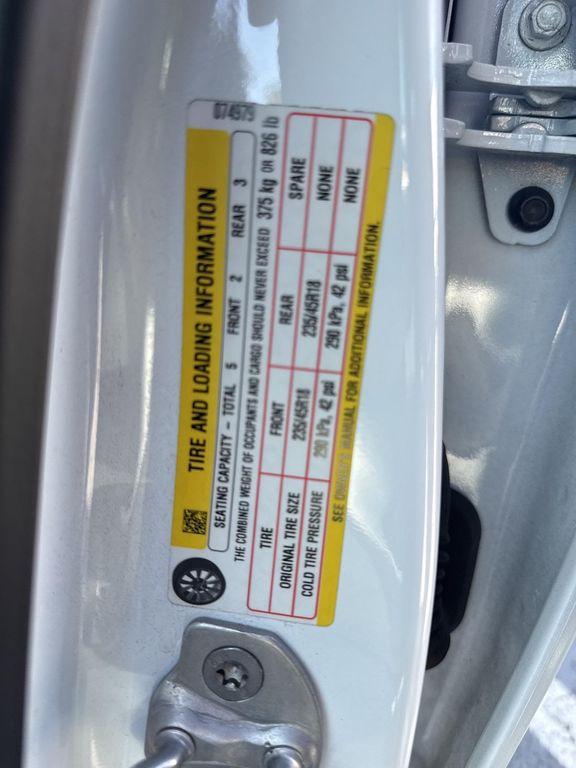 074975
TIRE AND LOADING INFORMATION
SEATING CAPACITY – TOTAL 5 FRONT 2 REAR 3
THE COMBINED WEIGHT OF OCCUPANTS AND CARGO SHOULD NEVER EXCEED 375 kg OR 826 lb
TIRE FRONT REAR SPARE
ORIGINAL TIRE SIZE 235/45R18 235/45R18 NONE
COLD TIRE PRESSURE 290 kPa, 42 psi 290 kPa, 42 psi NONE
SEE OWNER'S MANUAL FOR ADDITIONAL INFORMATION.